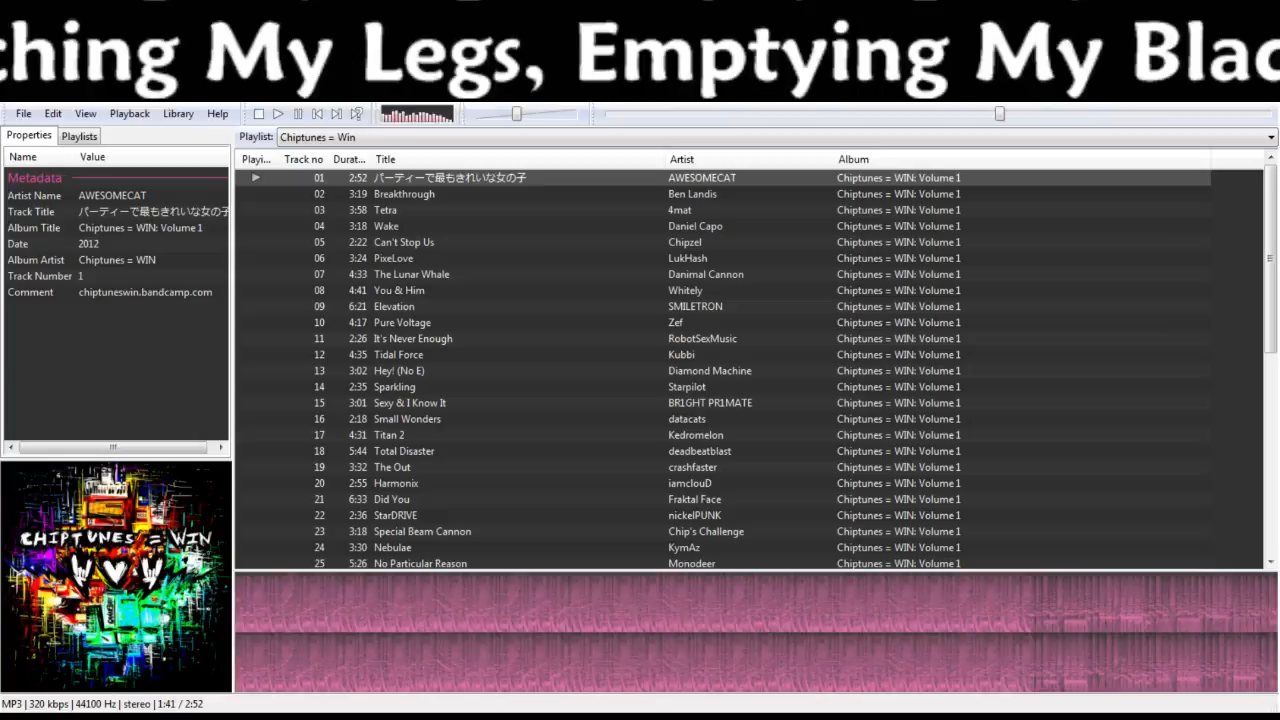 ching My Legs, Emptying My Blac
File Edit View Playback Library Help
Properties Playlists
Playlist: Chiptunes = Win
Name Value
Metadata
Artist Name AWESOMECAT
Track Title パーティーで最もきれいな女の子
Album Title Chiptunes = WIN: Volume 1
Date 2012
Album Artist Chiptunes = WIN
Track Number 1
Comment chiptuneswin.bandcamp.com
Playi... Track no Durat... Title Artist Album
01 2:52 パーティーで最もきれいな女の子 AWESOMECAT Chiptunes = WIN: Volume 1
02 3:19 Breakthrough Ben Landis Chiptunes = WIN: Volume 1
03 3:58 Tetra 4mat Chiptunes = WIN: Volume 1
04 3:18 Wake Daniel Capo Chiptunes = WIN: Volume 1
05 2:22 Can't Stop Us Chipzel Chiptunes = WIN: Volume 1
06 3:24 PixeLove LukHash Chiptunes = WIN: Volume 1
07 4:33 The Lunar Whale Danimal Cannon Chiptunes = WIN: Volume 1
08 4:41 You & Him Whitely Chiptunes = WIN: Volume 1
09 6:21 Elevation SMILETRON Chiptunes = WIN: Volume 1
10 4:17 Pure Voltage Zef Chiptunes = WIN: Volume 1
11 2:26 It's Never Enough RobotSexMusic Chiptunes = WIN: Volume 1
12 4:35 Tidal Force Kubbi Chiptunes = WIN: Volume 1
13 3:02 Hey! (No E) Diamond Machine Chiptunes = WIN: Volume 1
14 2:35 Sparkling Starpilot Chiptunes = WIN: Volume 1
15 3:01 Sexy & I Know It BR1GHT PR1MATE Chiptunes = WIN: Volume 1
16 2:18 Small Wonders datacats Chiptunes = WIN: Volume 1
17 4:31 Titan 2 Kedromelon Chiptunes = WIN: Volume 1
18 5:44 Total Disaster deadbeatblast Chiptunes = WIN: Volume 1
19 3:32 The Out crashfaster Chiptunes = WIN: Volume 1
20 2:55 Harmonix iamclouD Chiptunes = WIN: Volume 1
21 6:33 Did You Fraktal Face Chiptunes = WIN: Volume 1
22 2:36 StarDRIVE nickelPUNK Chiptunes = WIN: Volume 1
23 3:18 Special Beam Cannon Chip's Challenge Chiptunes = WIN: Volume 1
24 3:30 Nebulae KymAz Chiptunes = WIN: Volume 1
25 5:26 No Particular Reason Monodeer Chiptunes = WIN: Volume 1
CHIPTUNES = WIN
MP3 | 320 kbps | 44100 Hz | stereo | 1:41 / 2:52